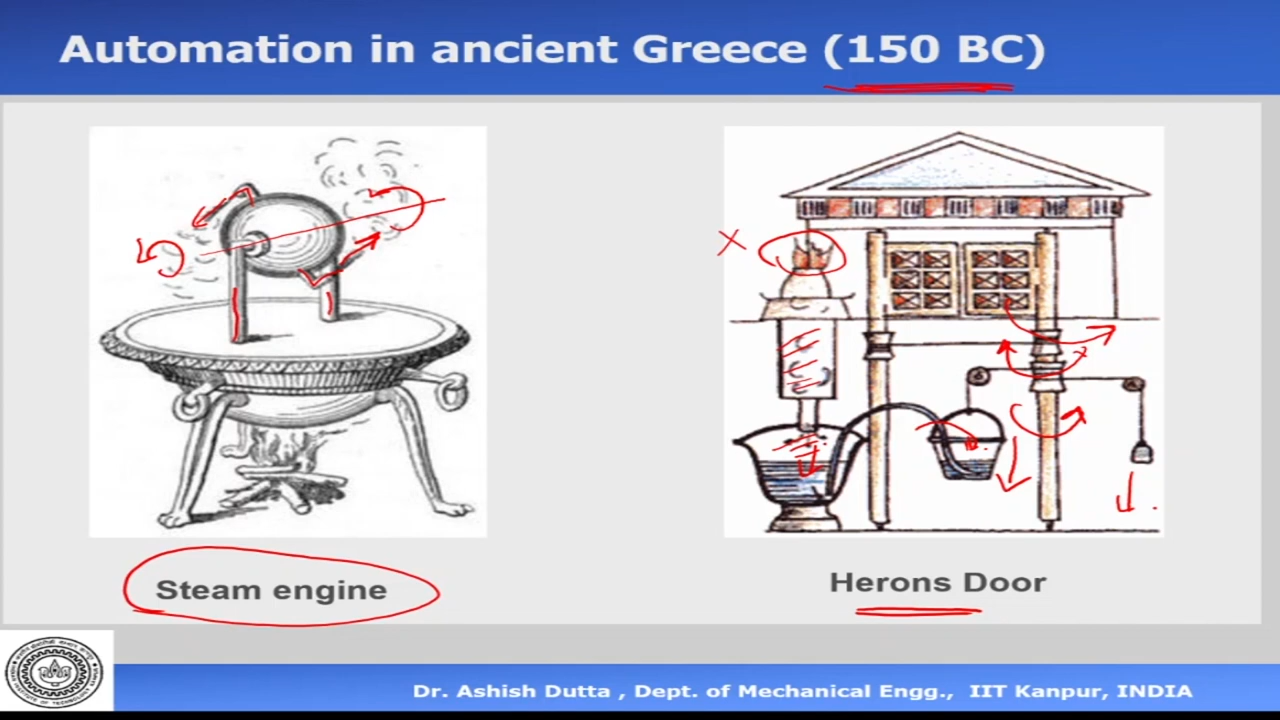 Automation in ancient Greece (150 BC)
Steam engine
Herons Door
Dr. Ashish Dutta , Dept. of Mechanical Engg., IIT Kanpur, INDIA